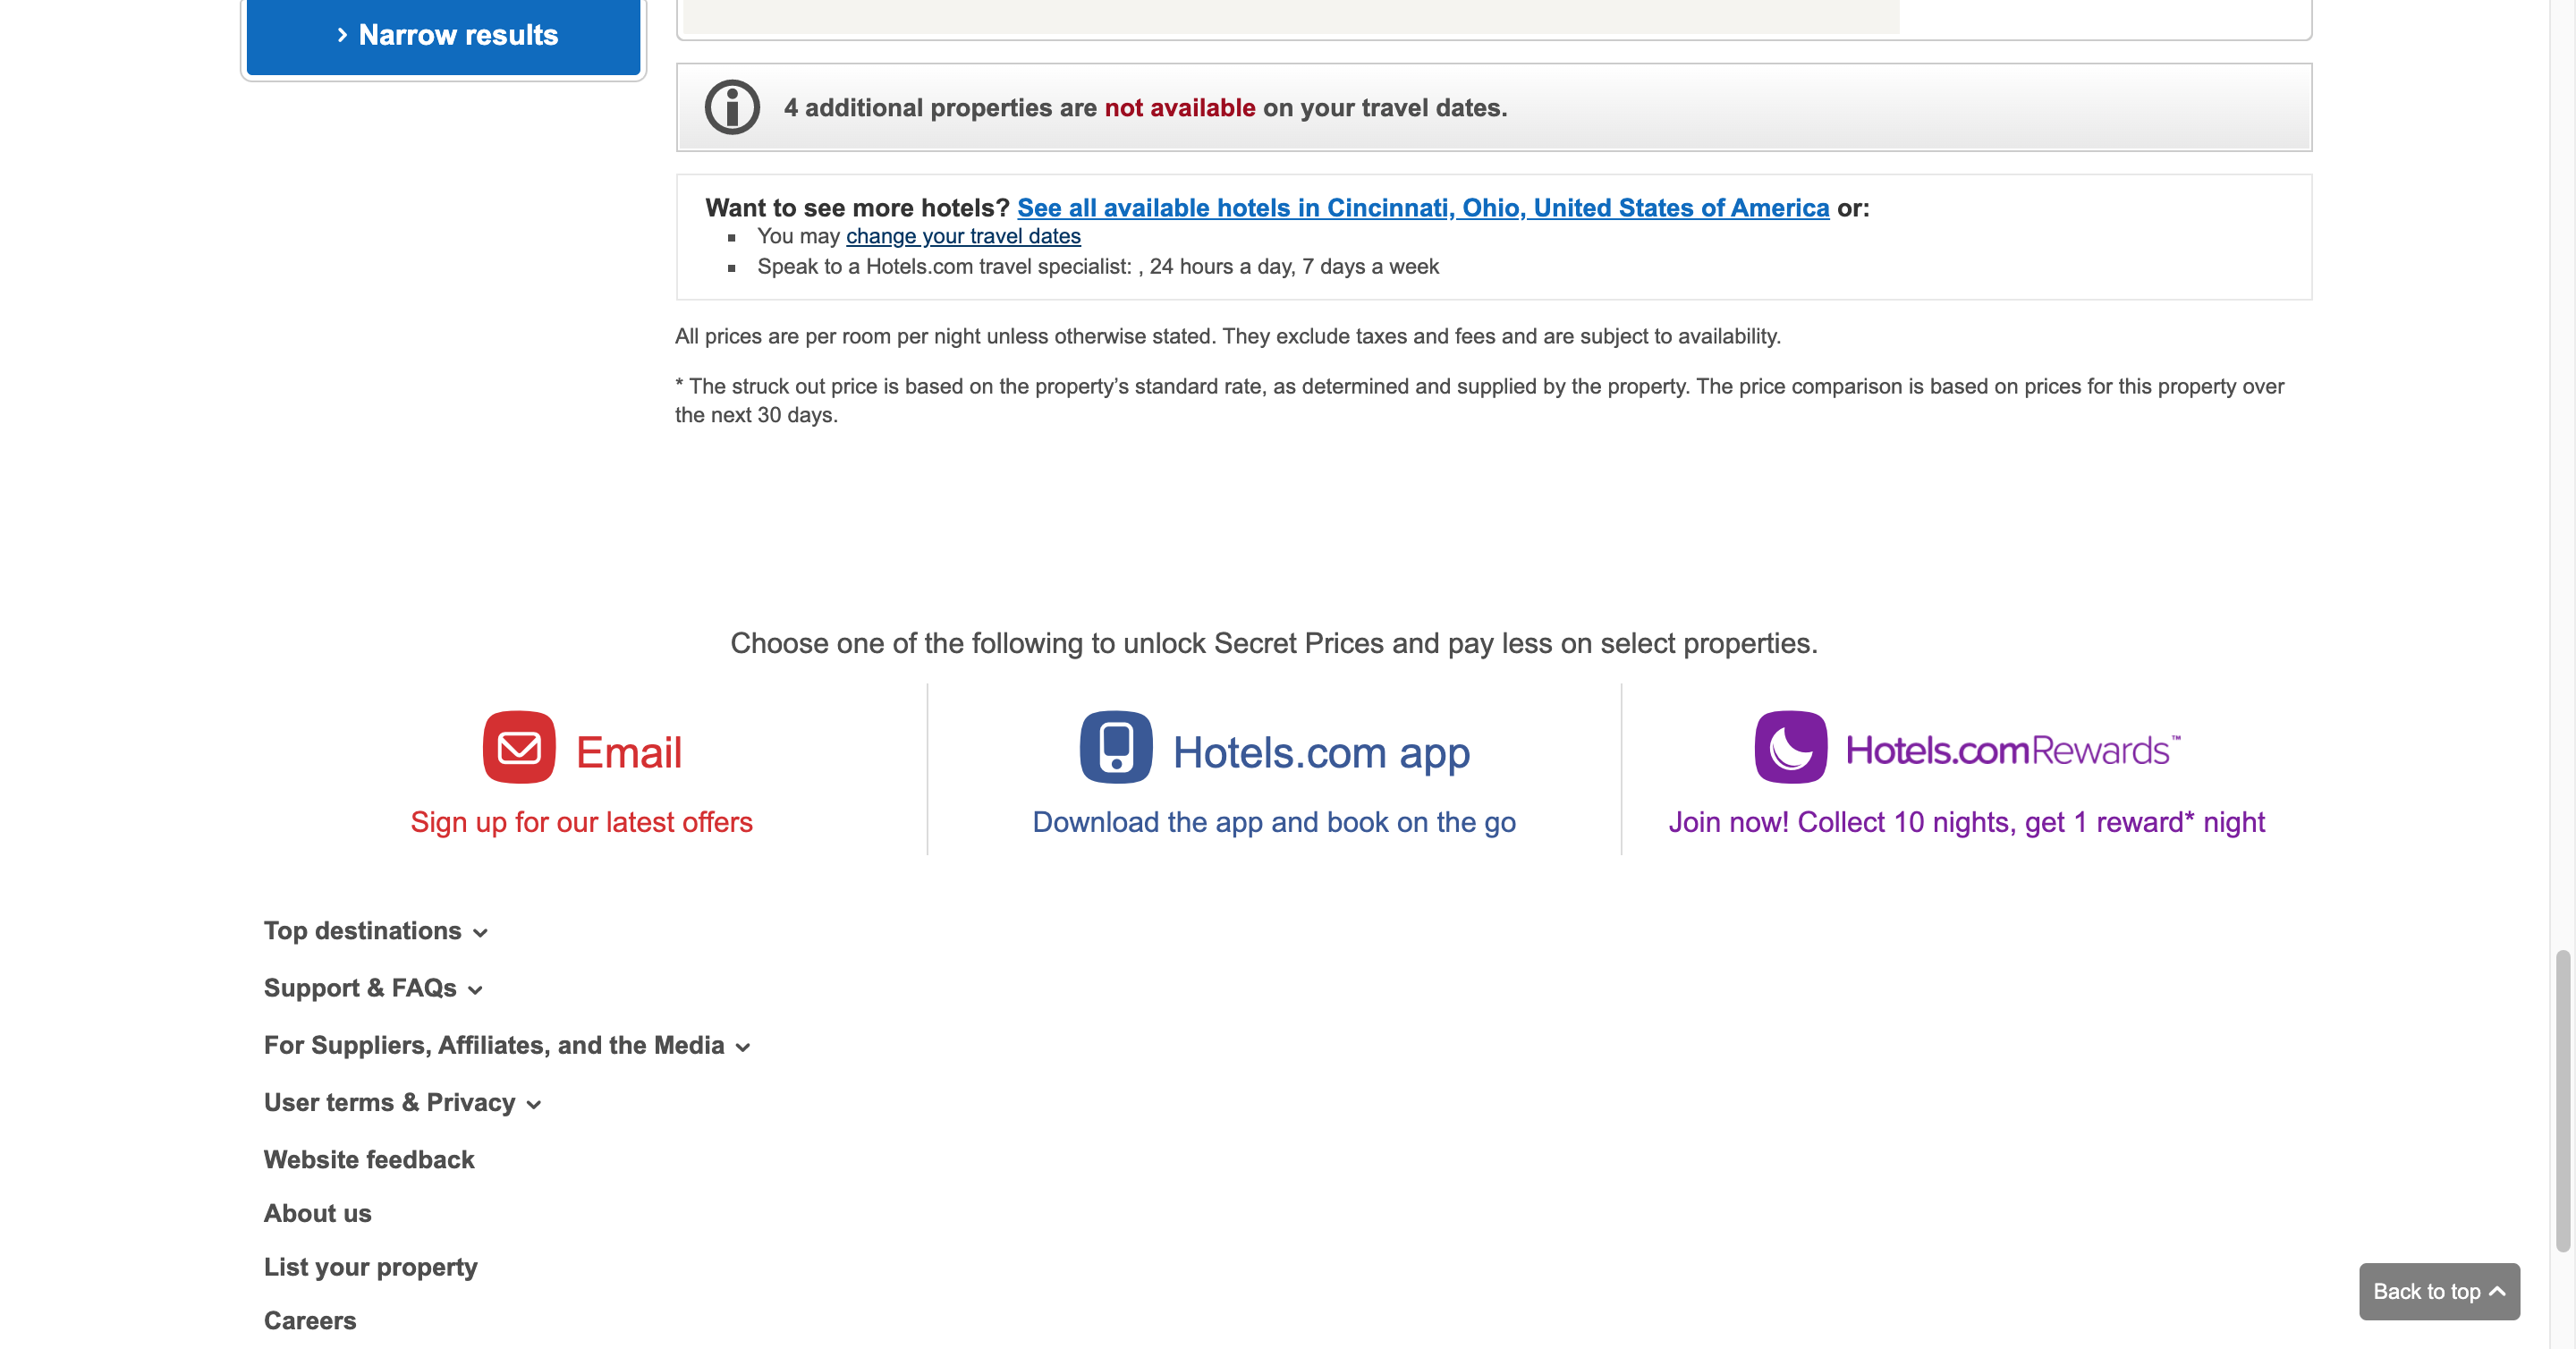 Narrow results
4 additional properties are not available on your travel dates.
Want to see more hotels? See all available hotels in Cincinnati, Ohio, United States of America or:
You may change your travel dates
Speak to a Hotels.com travel specialist: , 24 hours a day, 7 days a week
All prices are per room per night unless otherwise stated. They exclude taxes and fees and are subject to availability.
* The struck out price is based on the property’s standard rate, as determined and supplied by the property. The price comparison is based on prices for this property over
the next 30 days.
Choose one of the following to unlock Secret Prices and pay less on select properties.
Email
Sign up for our latest offers
Hotels.com app
Download the app and book on the go
Hotels.comRewards™
Join now! Collect 10 nights, get 1 reward* night
Top destinations
Support & FAQs
For Suppliers, Affiliates, and the Media
User terms & Privacy
Website feedback
About us
List your property
Careers
Back to top